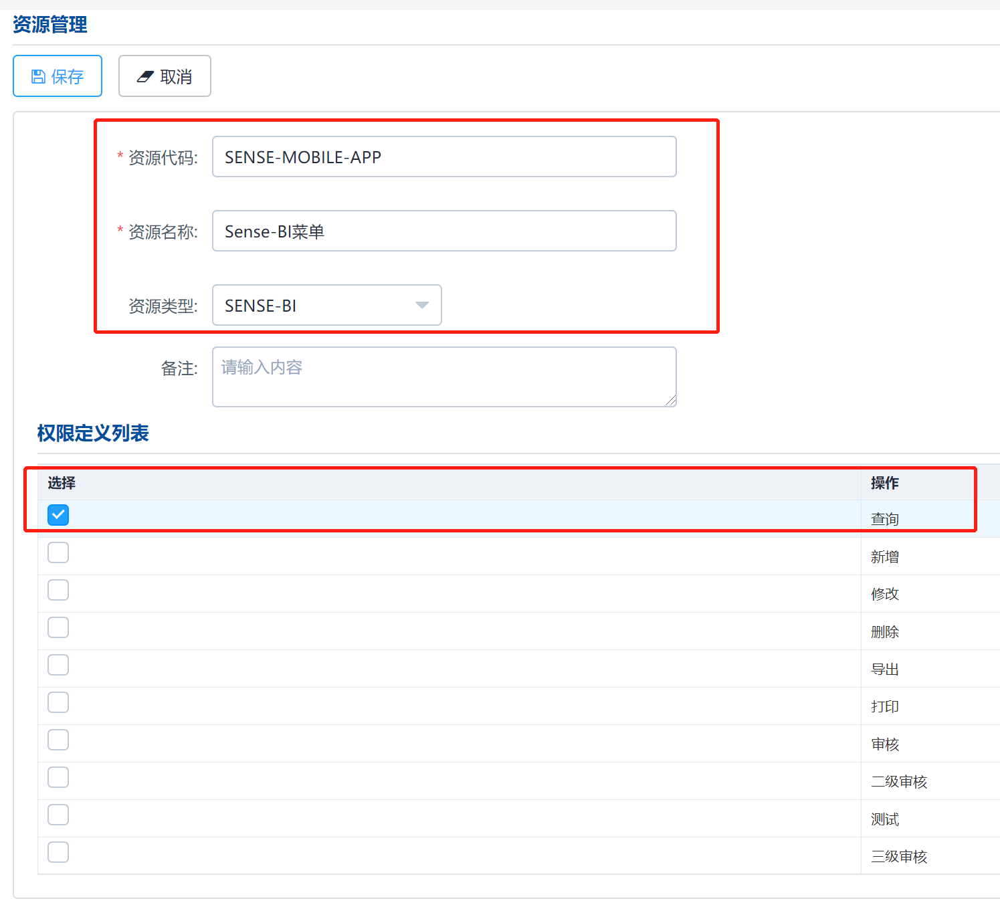 资源管理
保存 取消
* 资源代码: SENSE-MOBILE-APP
* 资源名称: Sense-BI菜单
资源类型: SENSE-BI
备注: 请输入内容
权限定义列表
选择 操作
查询
新增
修改
删除
导出
打印
审核
二级审核
测试
三级审核